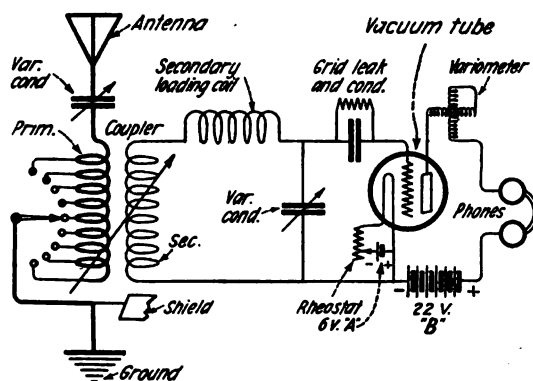 Antenna
Vacuum tube
Var.
cond
Secondary
loading coil
Grid leak
and cond.
Variometer
Prim.
Coupler
Var.
cond.
Phones
Sec.
Shield
Rheostat
6 v. "A"
- +
- +
22 V.
"B"
Ground